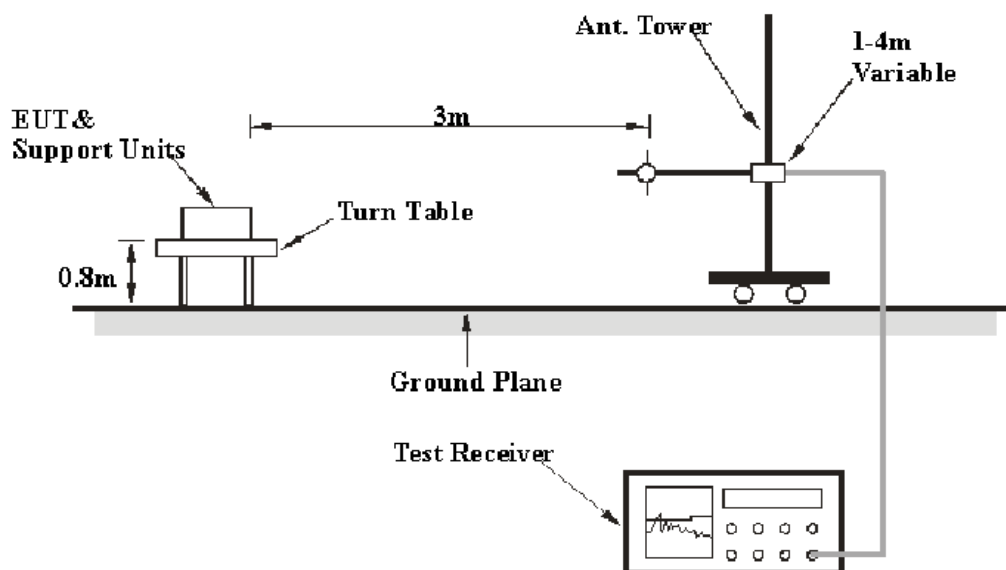 Ant. Tower
1-4m
Variable
EUT&
Support Units
3m
Turn Table
0.8m
Ground Plane
Test Receiver